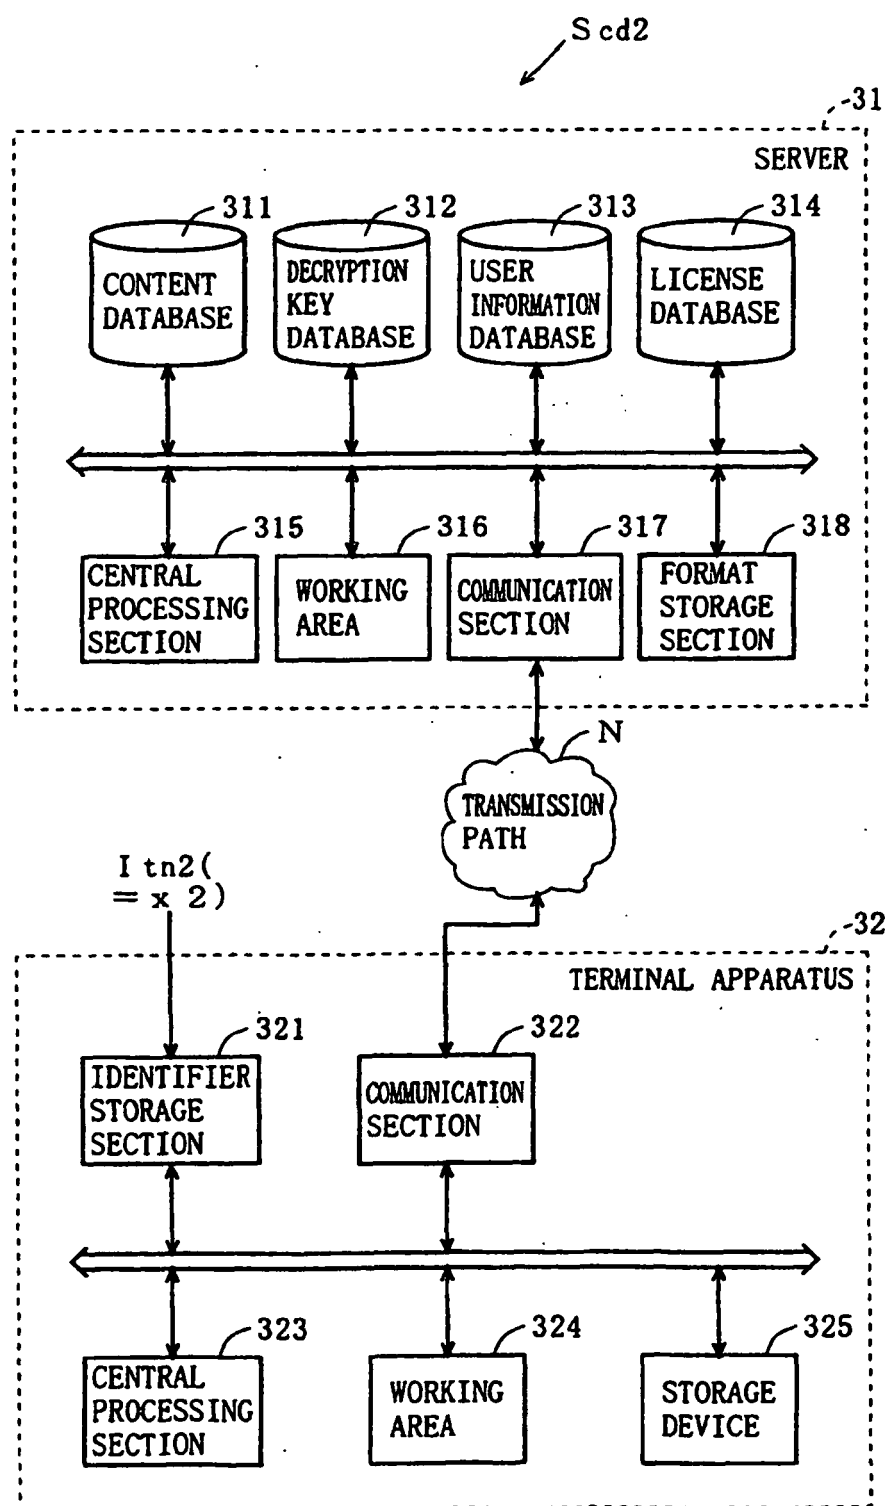 Scd2
31
SERVER
311
312
313
314
CONTENT
DATABASE
DECRYPTION
KEY
DATABASE
USER
INFORMATION
DATABASE
LICENSE
DATABASE
315
316
317
318
CENTRAL
PROCESSING
SECTION
WORKING
AREA
COMMUNICATION
SECTION
FORMAT
STORAGE
SECTION
N
TRANSMISSION
PATH
Itn2(
=x 2)
32
TERMINAL APPARATUS
321
322
IDENTIFIER
STORAGE
SECTION
COMMUNICATION
SECTION
323
324
325
CENTRAL
PROCESSING
SECTION
WORKING
AREA
STORAGE
DEVICE